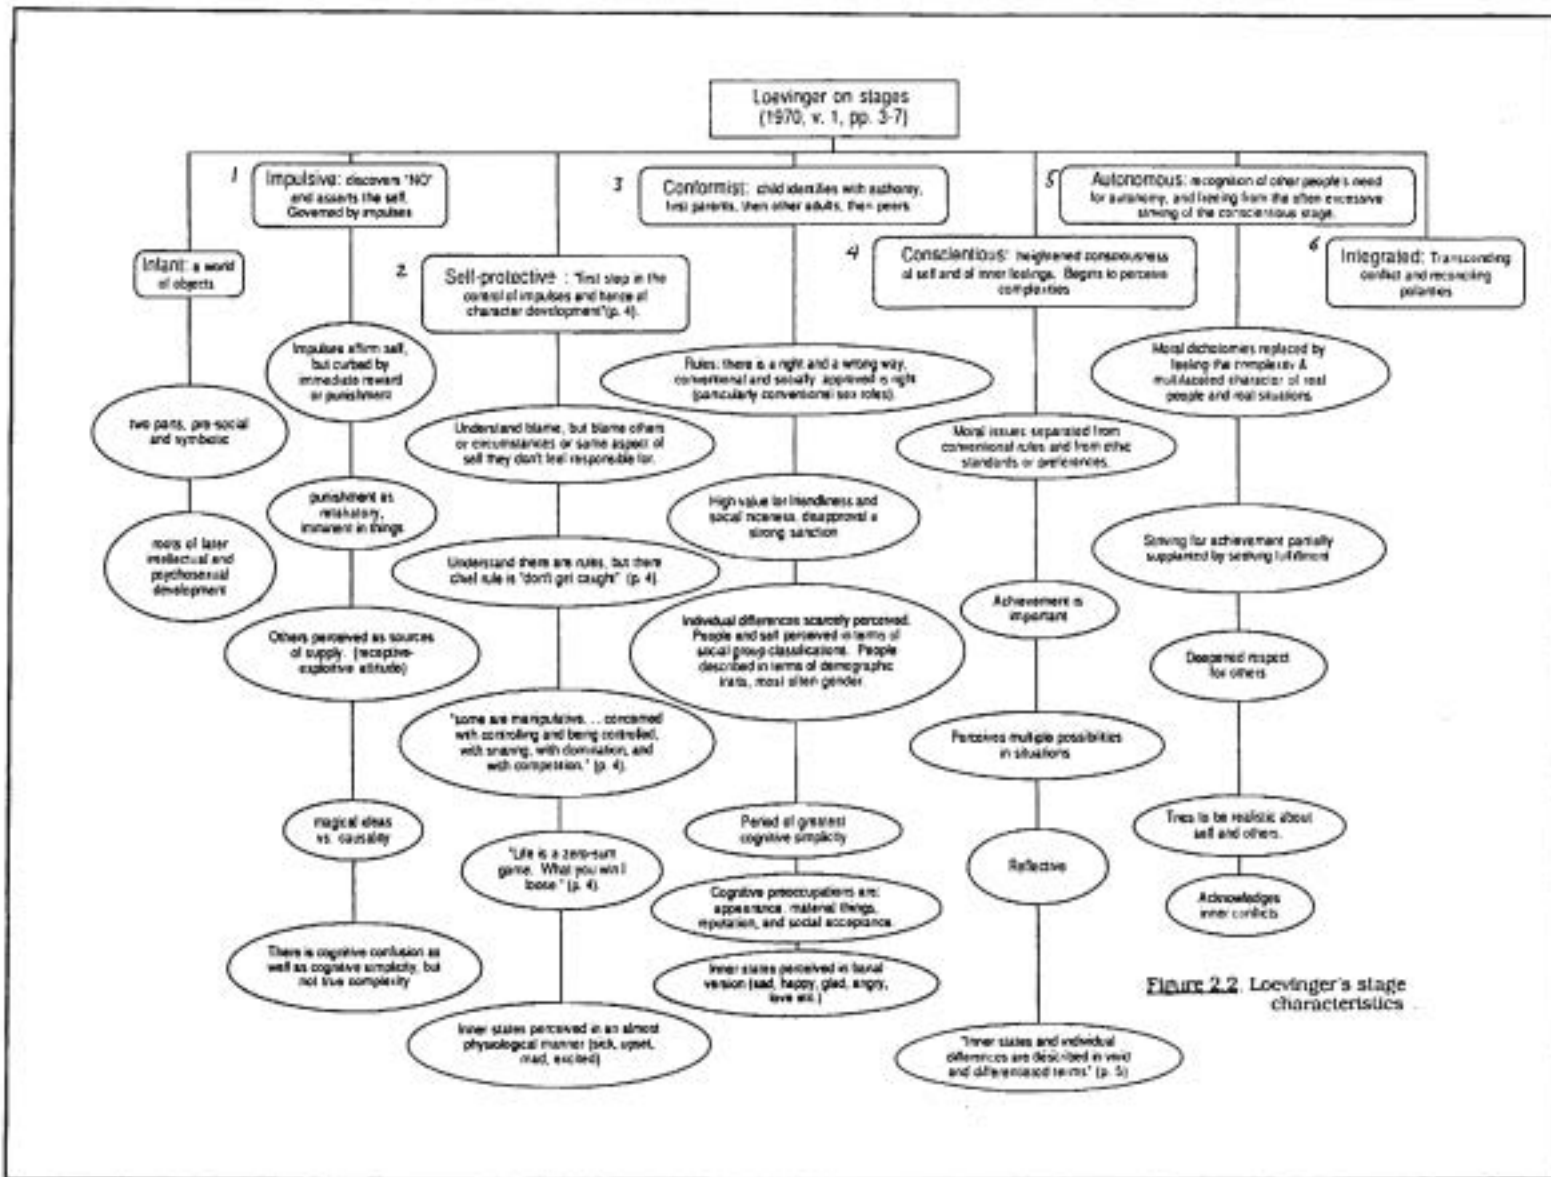 Loevinger on stages
(1970, v. 1, pp. 3-7)
Infant: a world
of objects
two parts, pre-social
and symbiotic
roots of later
intellectual and
psychosexual
development
1
Impulsive: discovers "NO"
and asserts the self.
Governed by impulses
Impulses affirm self,
but curbed by
immediate reward
or punishment
punishment as
retaliatory,
immanent in things
Others perceived as sources
of supply. (receptive-
exploitive attitude)
magical ideas
vs. causality
There is cognitive confusion as
well as cognitive simplicity, but
not true complexity
2
Self-protective : "first step in the
control of impulses and hence of
character development"(p. 4).
Understand blame, but blame others
or circumstances or some aspect of
self they don't feel responsible for.
Understand there are rules, but there
chief rule is "don't get caught" (p. 4).
"some are manipulative. . . concerned
with controlling and being controlled,
with snaring, with domination, and
with competition." (p. 4).
"Life is a zero-sum
game. What you win I
loose." (p. 4).
Inner states perceived in an almost
physiological manner (sick, upset,
mad, excited)
3
Conformist: child identifies with authority,
first parents, then other adults, then peers.
Rules: there is a right and a wrong way,
conventional and socially approved is right
(particularly conventional sex roles).
High value for friendliness and
social niceness, disapproval a
strong sanction
Individual differences scarcely perceived.
People and self perceived in terms of
social group classifications. People
described in terms of demographic
traits, most often gender.
Period of greatest
cognitive simplicity
Cognitive preoccupations are:
appearance, material things,
reputation, and social acceptance.
Inner states perceived in banal
version (sad, happy, glad, angry,
love etc.)
4
Conscientious: heightened consciousness
of self and of inner feelings. Begins to perceive
complexities
Moral issues separated from
conventional rules and from
standards or preferences.
Achievement is
important
Perceives multiple possibilities
in situations
Reflective
"Inner states and individual
differences are described in vivid
and differentiated terms" (p. 5)
5
Autonomous: recognition of other people's need
for autonomy, and freeing from the often excessive
striving of the conscientious stage.
Moral dichotomies replaced by
feeling the complexity &
multifaceted character of real
people and real situations
Striving for achievement partially
supplanted by seeking fulfillment
Deepened respect
for others
Tries to be realistic about
self and others.
Acknowledges
inner conflicts
6
Integrated: Transcending
conflict and reconciling
polarities
Figure 2.2. Loevinger's stage
characteristics